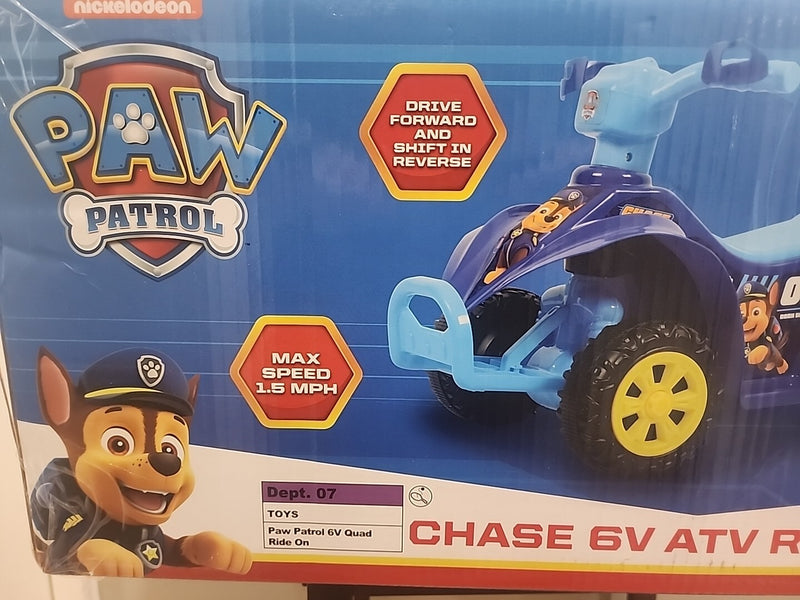 nickelodeon
PAW
PATROL
DRIVE
FORWARD
AND
SHIFT IN
REVERSE
MAX
SPEED
1.5 MPH
CHASE
Dept. 07
TOYS
Paw Patrol 6V Quad
Ride On
CHASE 6V ATV R